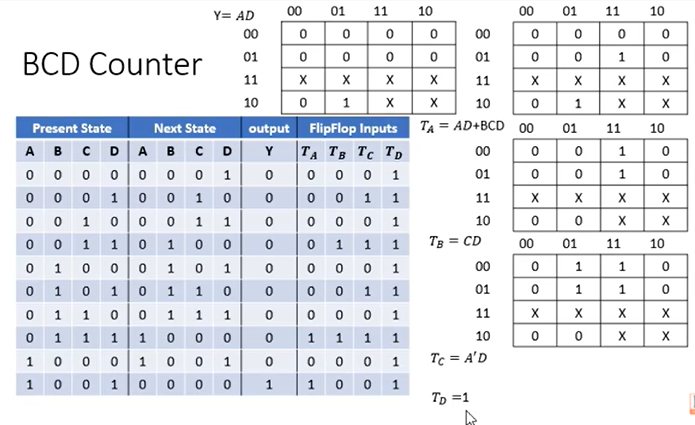 Y= AD 00 01 11 10
00 0 0 0 0
01 0 0 0 0
11 X X X X
10 0 1 X X
00 01 11 10
00 0 0 0 0
01 0 0 1 0
11 X X X X
10 0 1 X X
BCD Counter
T_A = AD+BCD 00 01 11 10
00 0 0 1 0
01 0 0 1 0
11 X X X X
10 0 0 X X
T_B = CD 00 01 11 10
00 0 1 1 0
01 0 1 1 0
11 X X X X
10 0 0 X X
T_C = A'D
T_D =1
Present State Next State output FlipFlop Inputs
A B C D A B C D Y T_A T_B T_C T_D
0 0 0 0 0 0 0 1 0 0 0 0 1
0 0 0 1 0 0 1 0 0 0 0 1 1
0 0 1 0 0 0 1 1 0 0 0 0 1
0 0 1 1 0 1 0 0 0 0 1 1 1
0 1 0 0 0 1 0 1 0 0 0 0 1
0 1 0 1 0 1 1 0 0 0 0 1 1
0 1 1 0 0 1 1 1 0 0 0 0 1
0 1 1 1 1 0 0 0 0 1 1 1 1
1 0 0 0 1 0 0 1 0 0 0 0 1
1 0 0 1 0 0 0 0 1 1 0 0 1